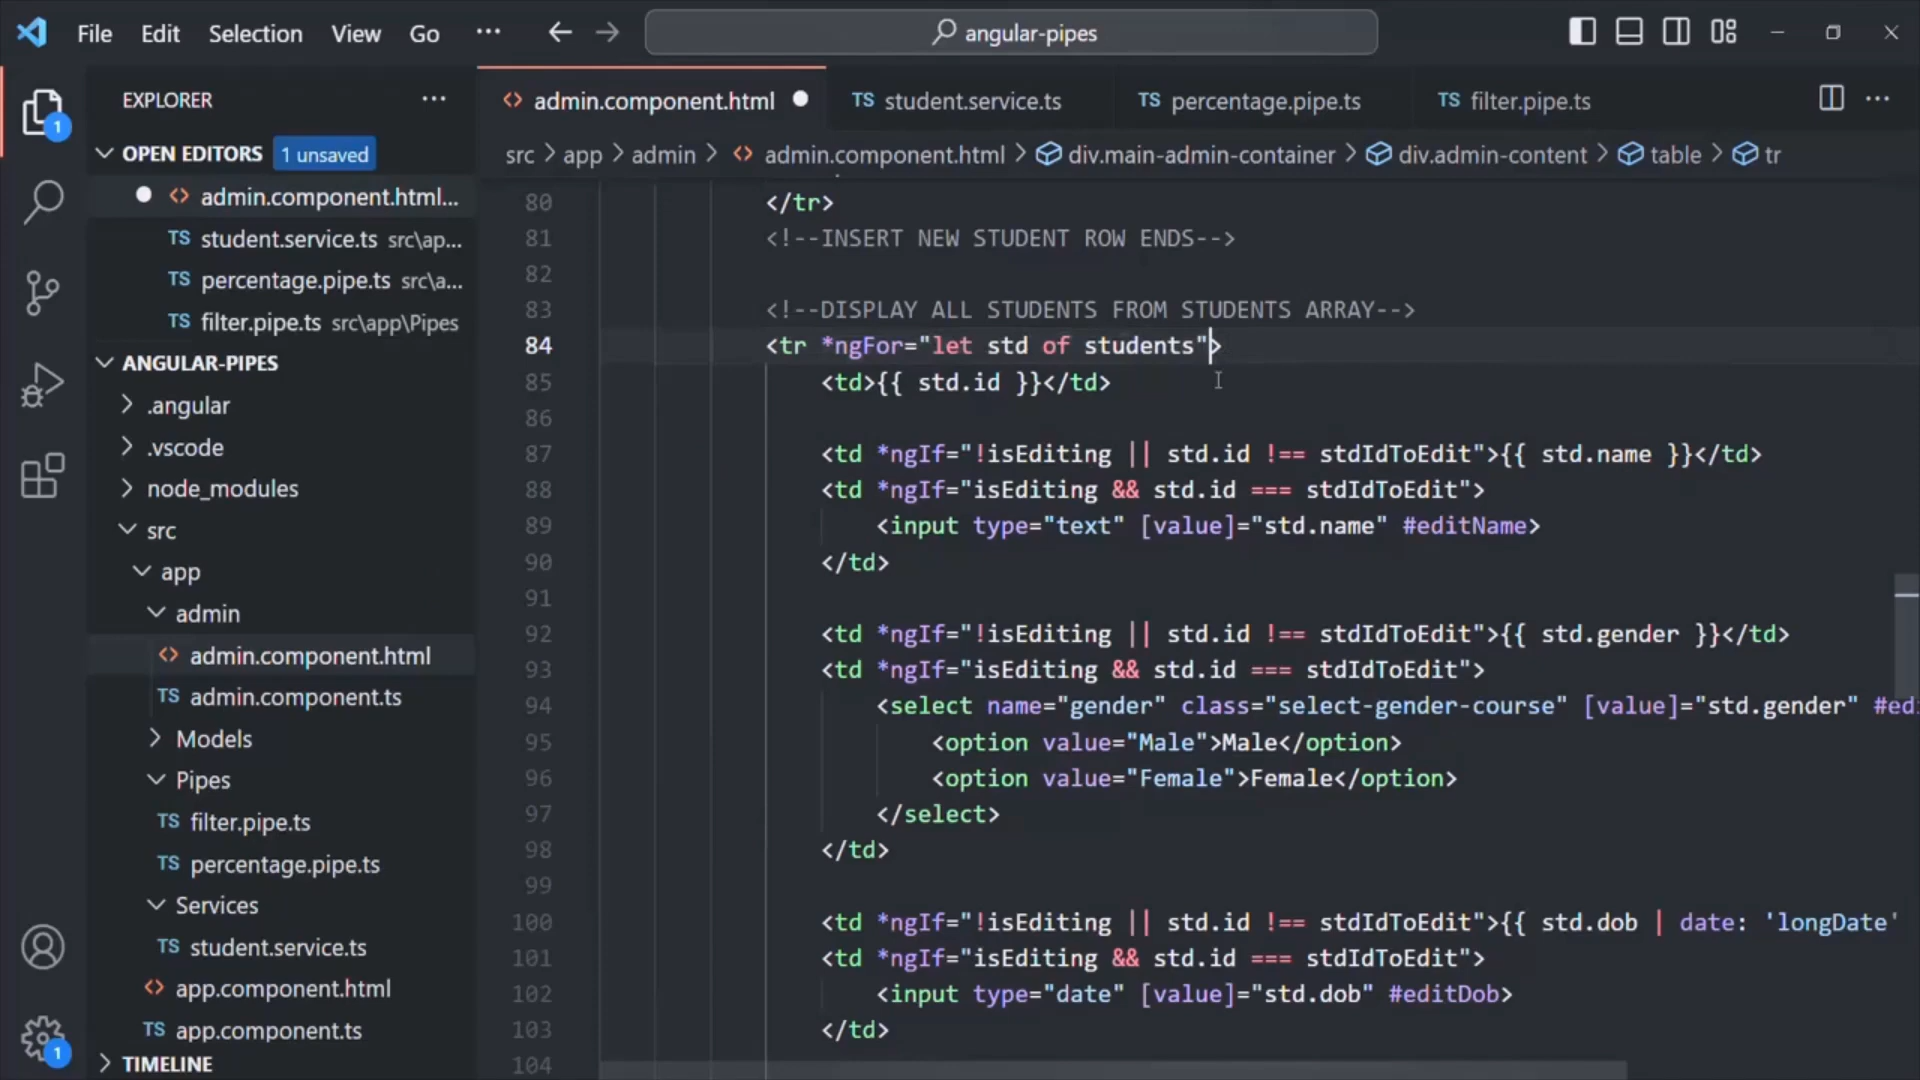 File Edit Selection View Go ··· angular-pipes
EXPLORER ···
OPEN EDITORS 1 unsaved
admin.component.html...
TS student.service.ts src\ap...
TS percentage.pipe.ts src\a...
TS filter.pipe.ts src\app\Pipes
ANGULAR-PIPES
.angular
.vscode
node_modules
src
app
admin
admin.component.html
TS admin.component.ts
Models
Pipes
TS filter.pipe.ts
TS percentage.pipe.ts
Services
TS student.service.ts
app.component.html
TS app.component.ts
TIMELINE
1
1
admin.component.html TS student.service.ts TS percentage.pipe.ts TS filter.pipe.ts ···
src > app > admin > admin.component.html > div.main-admin-container > div.admin-content > table > tr
80 </tr>
81 <!--INSERT NEW STUDENT ROW ENDS-->
82
83 <!--DISPLAY ALL STUDENTS FROM STUDENTS ARRAY-->
84 <tr *ngFor="let std of students">
85 <td>{{ std.id }}</td>
86
87 <td *ngIf="!isEditing || std.id !== stdIdToEdit">{{ std.name }}</td>
88 <td *ngIf="isEditing && std.id === stdIdToEdit">
89 <input type="text" [value]="std.name" #editName>
90 </td>
91
92 <td *ngIf="!isEditing || std.id !== stdIdToEdit">{{ std.gender }}</td>
93 <td *ngIf="isEditing && std.id === stdIdToEdit">
94 <select name="gender" class="select-gender-course" [value]="std.gender" #ed
95 <option value="Male">Male</option>
96 <option value="Female">Female</option>
97 </select>
98 </td>
99
100 <td *ngIf="!isEditing || std.id !== stdIdToEdit">{{ std.dob | date: 'longDate'
101 <td *ngIf="isEditing && std.id === stdIdToEdit">
102 <input type="date" [value]="std.dob" #editDob>
103 </td>
104